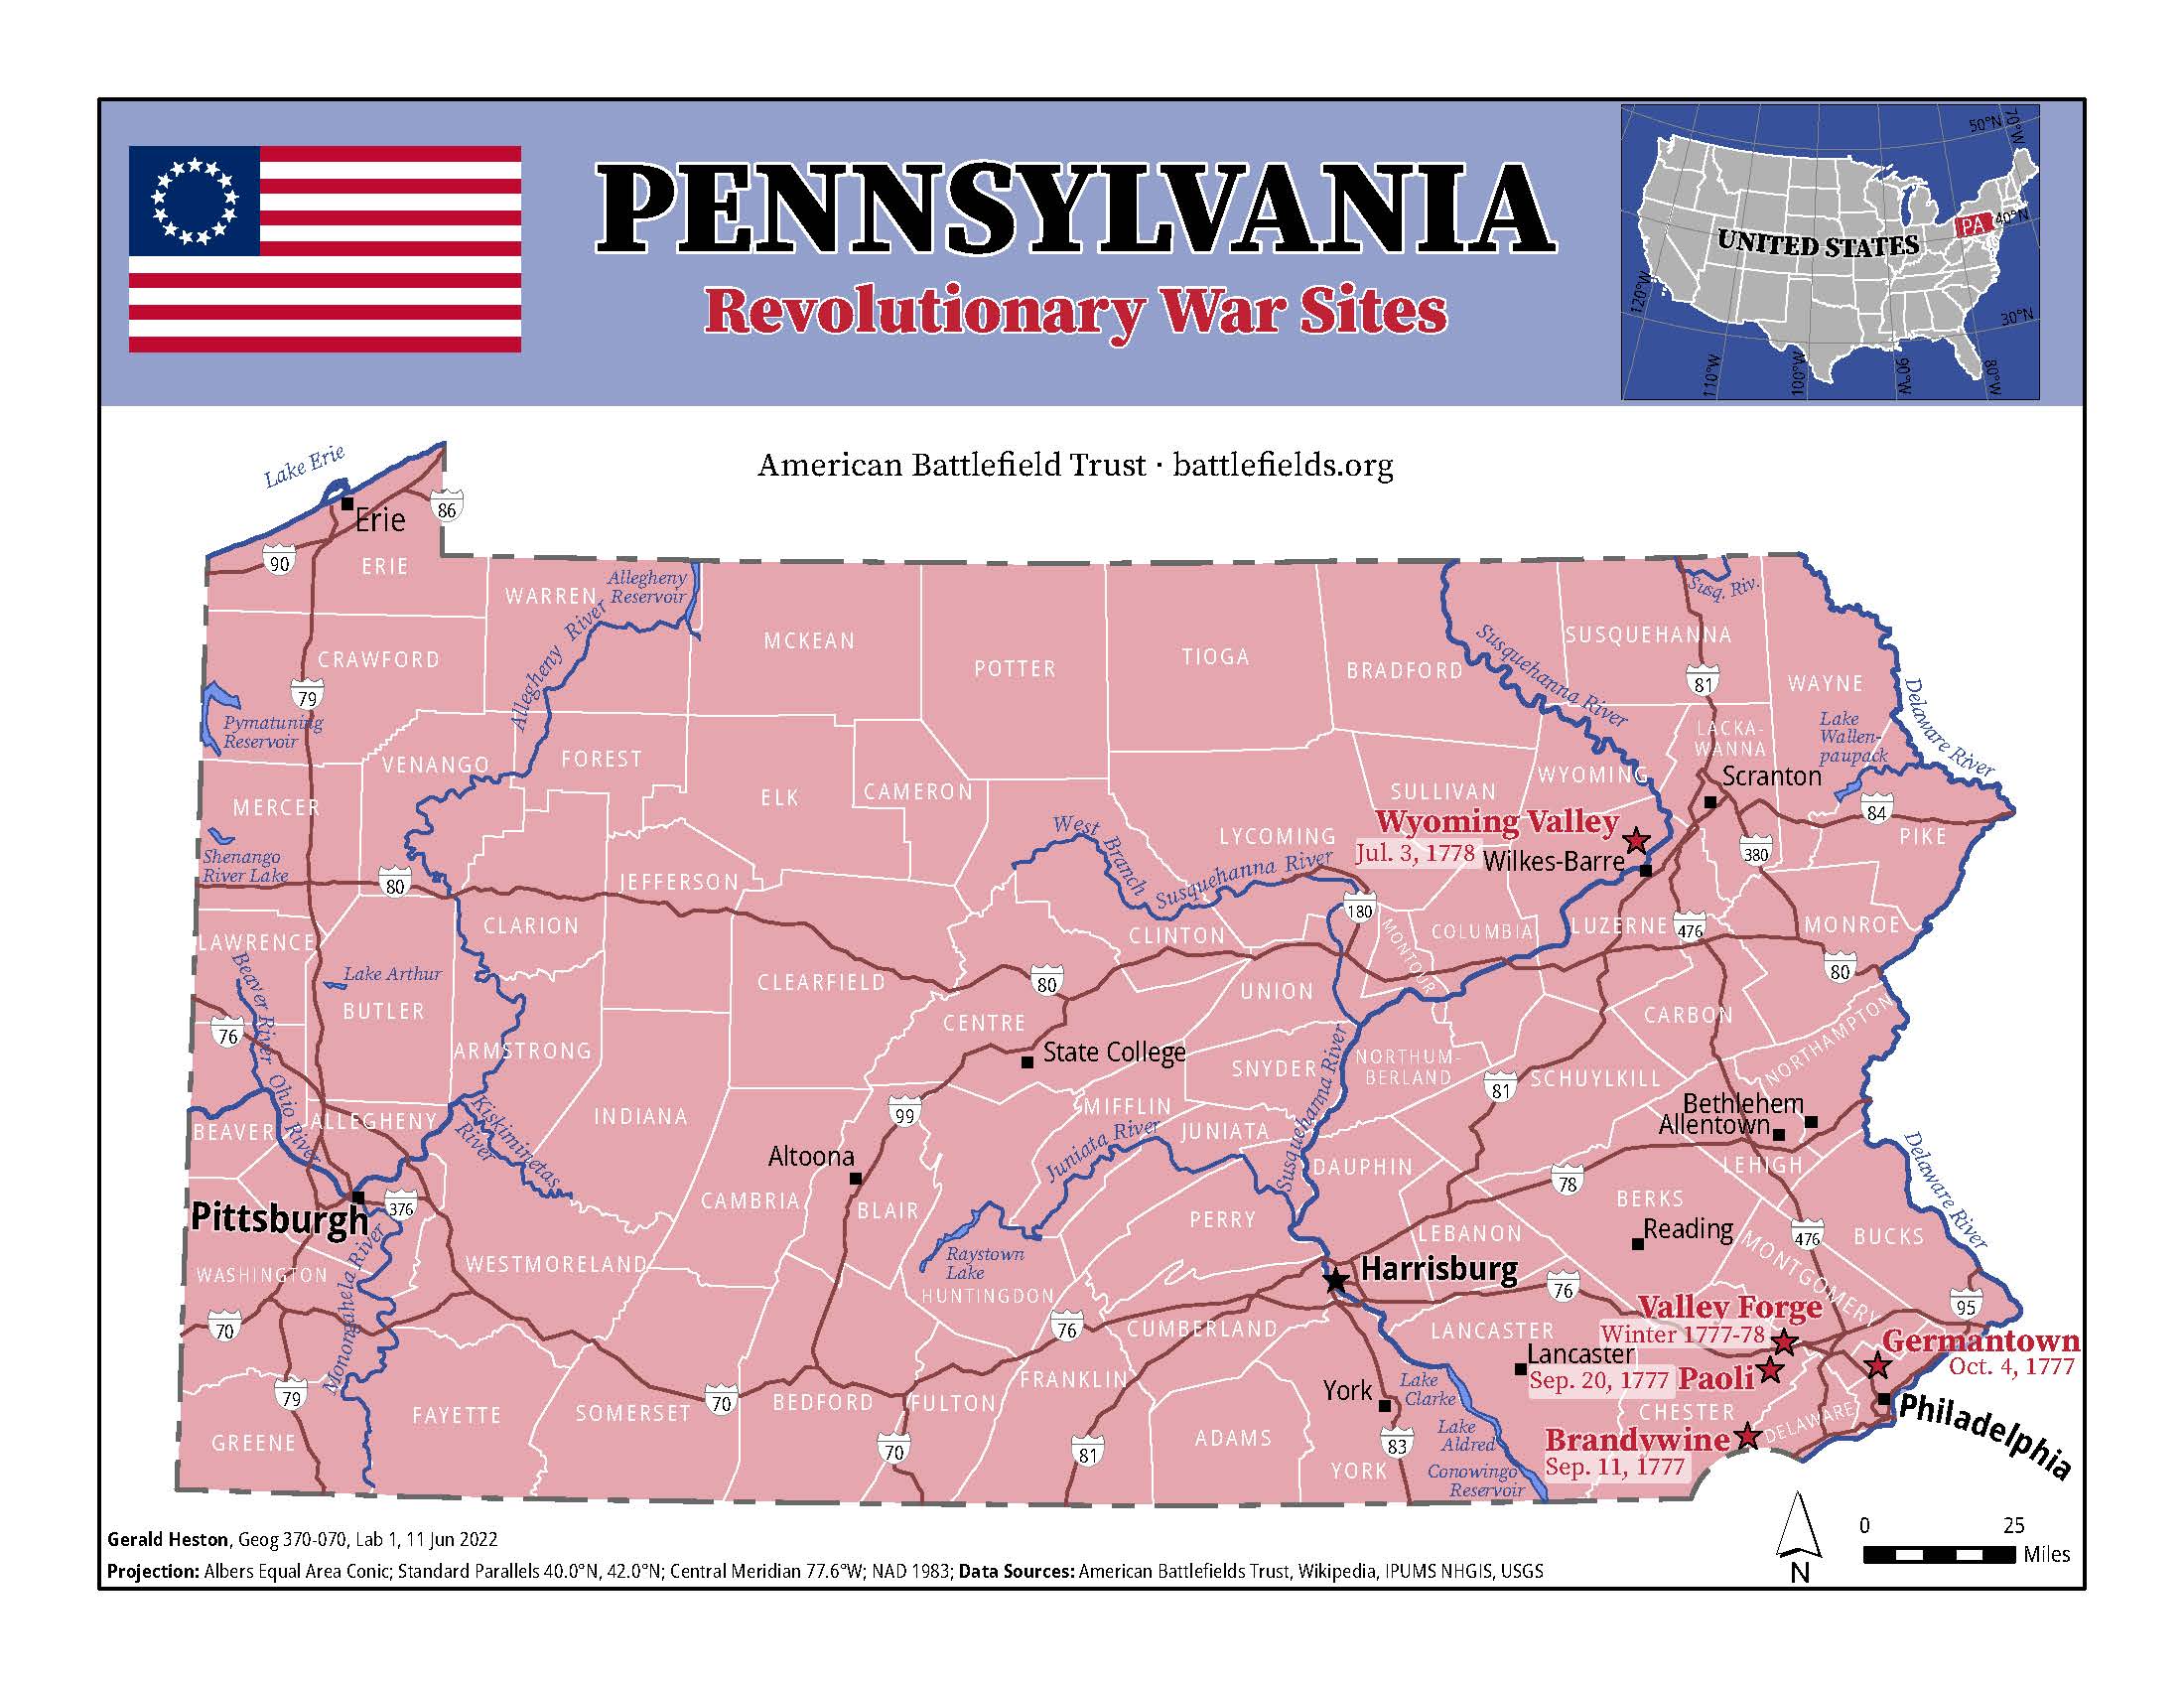 PENNSYLVANIA
Revolutionary War Sites
50°N
70°W
40°N
PA
UNITED STATES
120°W
30°N
110°W
100°W
90°W
80°W
American Battlefield Trust · battlefields.org
Lake Erie
Erie
86
90
ERIE
WARREN
Allegheny
Reservoir
Allegheny River
MCKEAN
POTTER
TIOGA
BRADFORD
Susquehanna River
SUSQUEHANNA
Susq. Riv.
81
WAYNE
Delaware River
CRAWFORD
79
Pymatuning
Reservoir
VENANGO
FOREST
ELK
CAMERON
SULLIVAN
WYOMING
LACKA-
WANNA
Lake
Wallen-
paupack
Scranton
84
PIKE
MERCER
Shenango
River Lake
80
JEFFERSON
West Branch Susquehanna River
LYCOMING
Wyoming Valley
Jul. 3, 1778
Wilkes-Barre
380
180
LAWRENCE
CLARION
CLINTON
MONTOUR
COLUMBIA
LUZERNE
476
MONROE
80
Beaver River
Lake Arthur
BUTLER
CLEARFIELD
80
UNION
CARBON
NORTHAMPTON
76
ARMSTRONG
CENTRE
State College
SNYDER
Susquehanna River
NORTHUM-
BERLAND
81
SCHUYLKILL
Ohio River
ALLEGHENY
BEAVER
Kiskiminetas
River
INDIANA
99
MIFFLIN
Juniata River
JUNIATA
Bethlehem
Allentown
LEHIGH
Delaware River
Altoona
DAUPHIN
78
BERKS
Pittsburgh
376
CAMBRIA
BLAIR
PERRY
LEBANON
Reading
MONTGOMERY
476
BUCKS
WASHINGTON
Monongahela River
WESTMORELAND
Raystown
Lake
HUNTINGDON
Harrisburg
76
95
70
76
CUMBERLAND
LANCASTER
Valley Forge
Winter 1777-78
Germantown
Oct. 4, 1777
Lancaster
Sep. 20, 1777
Paoli
79
FAYETTE
SOMERSET
70
BEDFORD
FULTON
FRANKLIN
York
Lake
Clarke
CHESTER
DELAWARE
Philadelphia
GREENE
70
81
ADAMS
83
YORK
Lake
Aldred
Conowingo
Reservoir
Brandywine
Sep. 11, 1777
N
0
25
Miles
Gerald Heston, Geog 370-070, Lab 1, 11 Jun 2022
Projection: Albers Equal Area Conic; Standard Parallels 40.0°N, 42.0°N; Central Meridian 77.6°W; NAD 1983; Data Sources: American Battlefields Trust, Wikipedia, IPUMS NHGIS, USGS